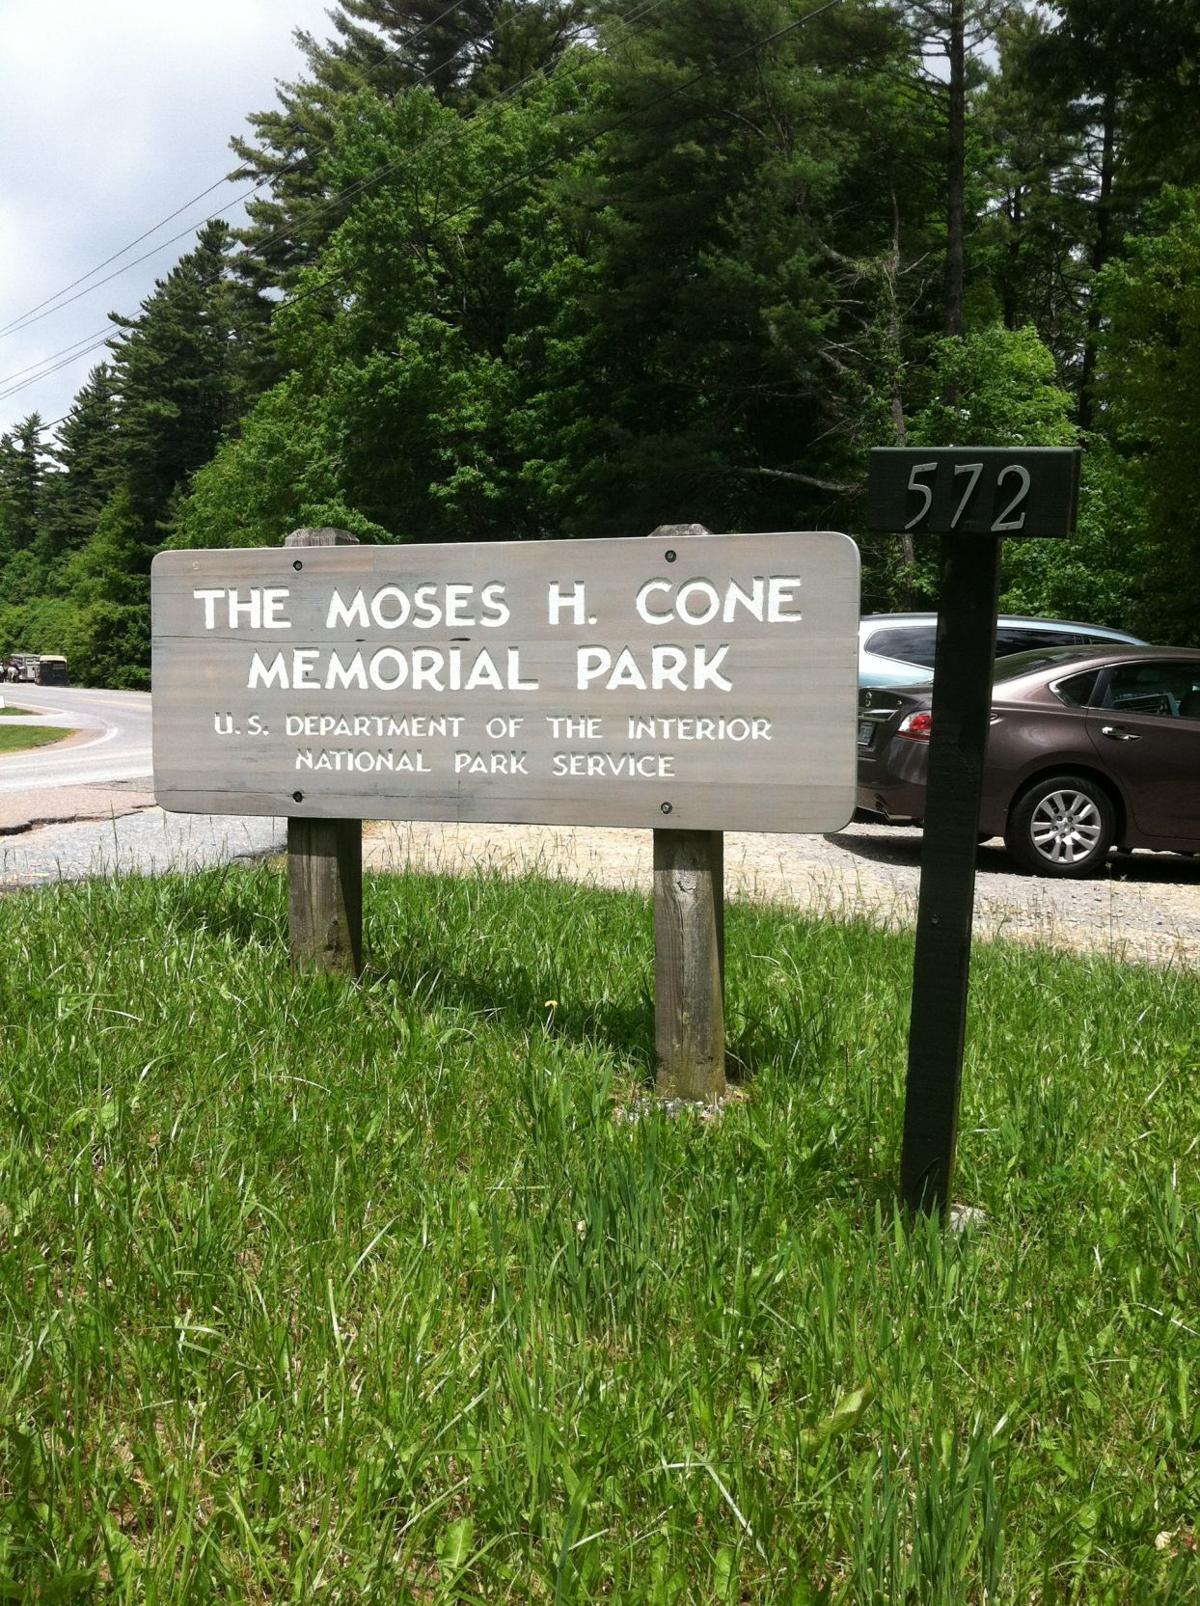 THE MOSES H. CONE
MEMORIAL PARK
U.S. DEPARTMENT OF THE INTERIOR
NATIONAL PARK SERVICE
572